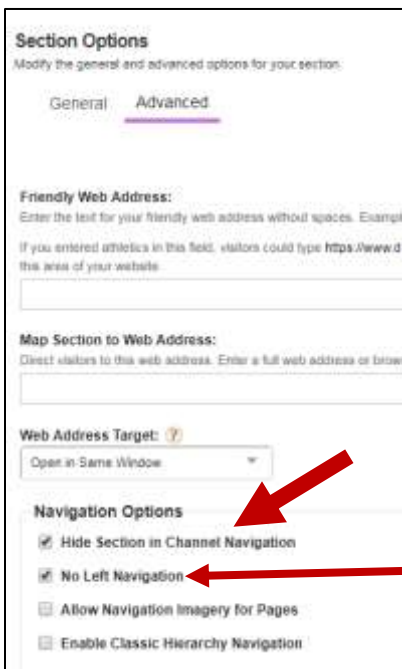 Section Options
Modify the general and advanced options for your section.
General Advanced
Friendly Web Address:
Enter the text for your friendly web address without spaces. Exampl
If you entered athletics in this field, visitors could type https://www.d
this area of your website.
Map Section to Web Address:
Direct visitors to this web address. Enter a full web address or brow
Web Address Target: ?
Open in Same Window
Navigation Options
Hide Section in Channel Navigation
No Left Navigation
Allow Navigation Imagery for Pages
Enable Classic Hierarchy Navigation